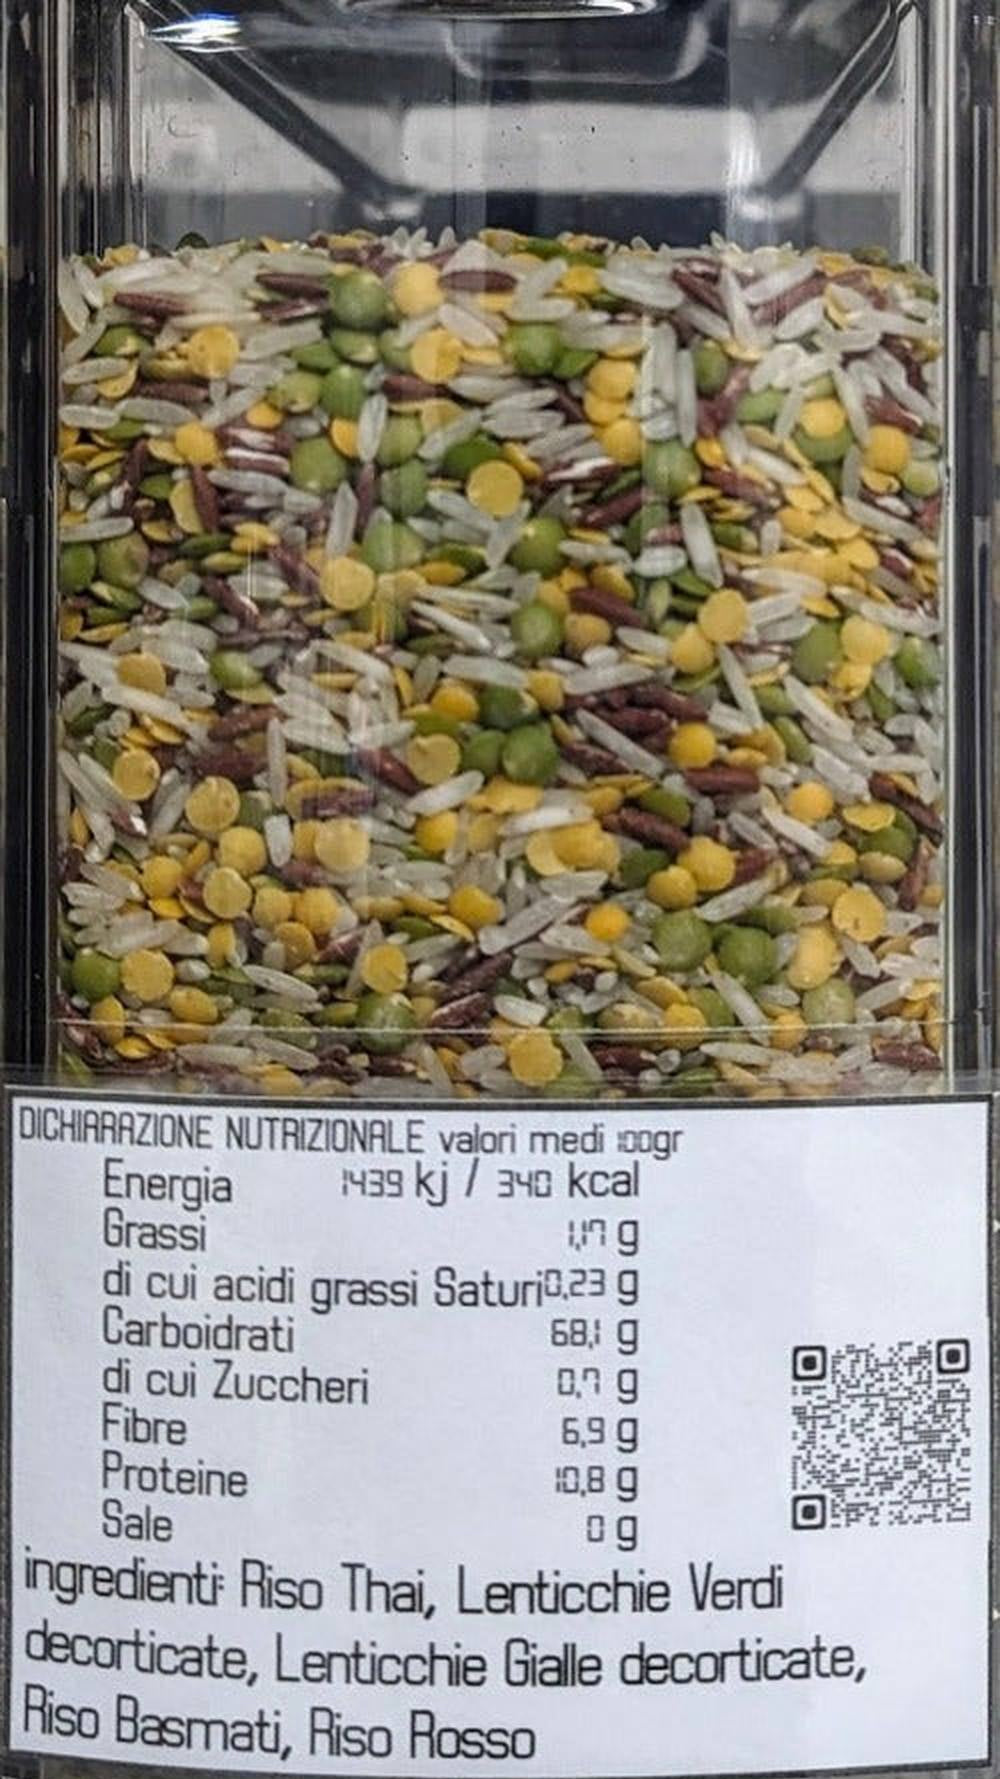 DICHIARAZIONE NUTRIZIONALE valori medi 100gr
Energia 1439 kj / 340 kcal
Grassi 1,17 g
di cui acidi grassi Saturi 0,23 g
Carboidrati 68,1 g
di cui Zuccheri 0,7 g
Fibre 6,9 g
Proteine 10,8 g
Sale 0 g
ingredienti: Riso Thai, Lenticchie Verdi
decorticate, Lenticchie Gialle decorticate,
Riso Basmati, Riso Rosso